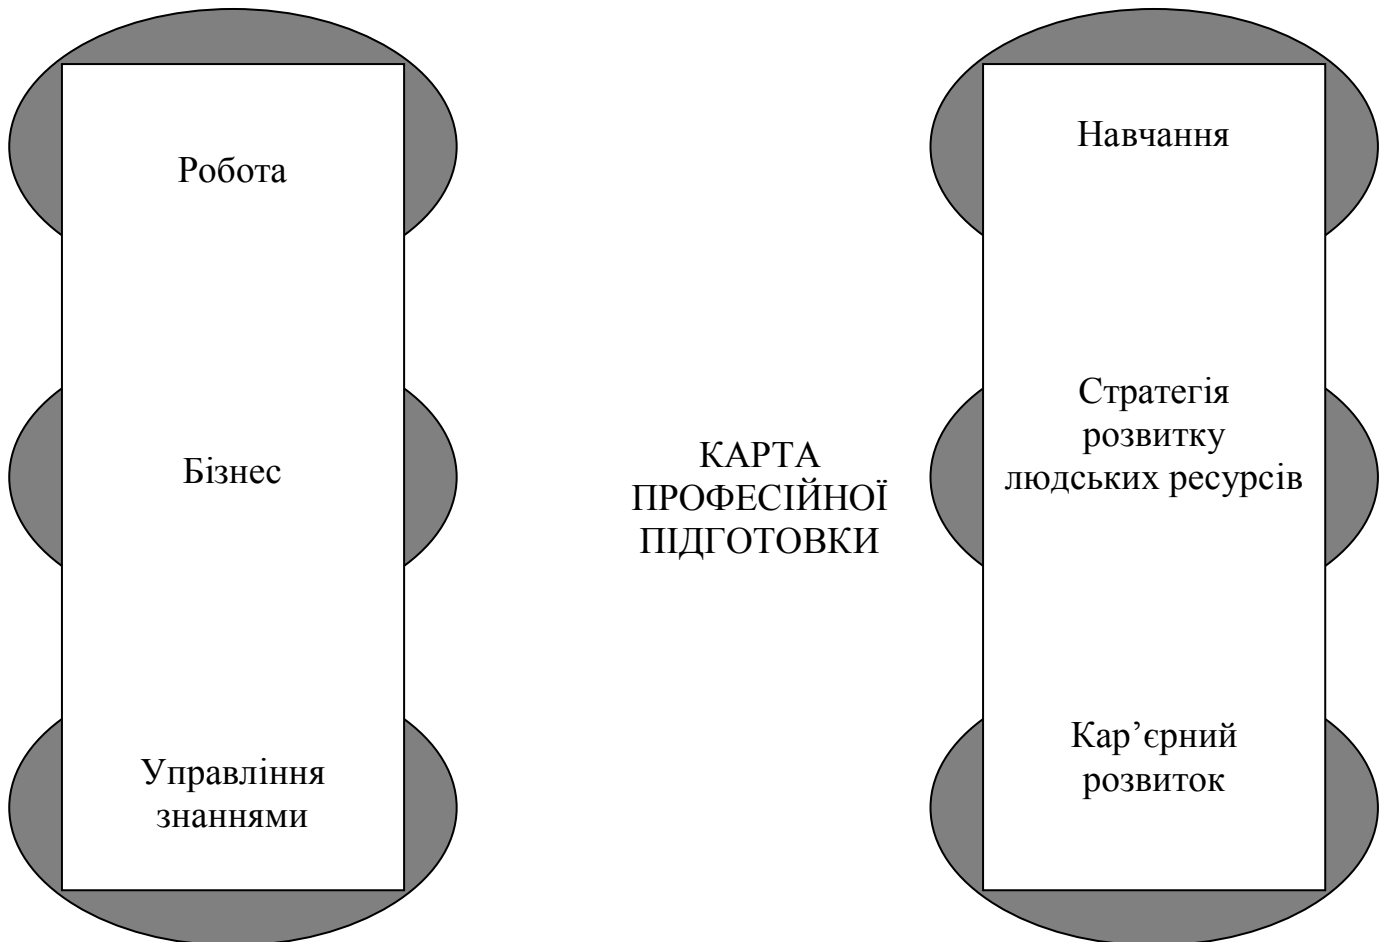 Робота
Бізнес
Управління
знаннями
КАРТА
ПРОФЕСІЙНОЇ
ПІДГОТОВКИ
Навчання
Стратегія
розвитку
людських ресурсів
Кар’єрний
розвиток